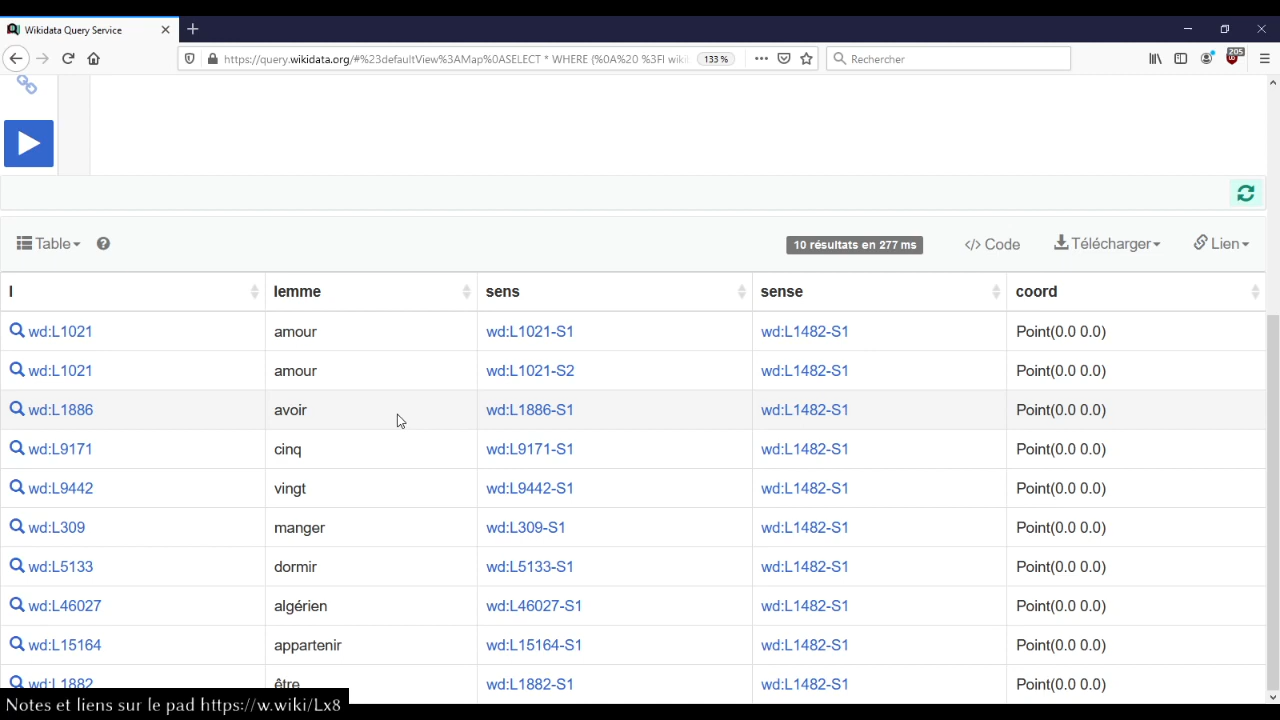 Wikidata Query Service
https://query.wikidata.org/#%23defaultView%3AMap%0ASELECT * WHERE {%0A%20 %3Fl wiki
133 %
Rechercher
205
Table
10 résultats en 277 ms
</> Code
Télécharger
Lien
l lemme sens sense coord
wd:L1021 amour wd:L1021-S1 wd:L1482-S1 Point(0.0 0.0)
wd:L1021 amour wd:L1021-S2 wd:L1482-S1 Point(0.0 0.0)
wd:L1886 avoir wd:L1886-S1 wd:L1482-S1 Point(0.0 0.0)
wd:L9171 cinq wd:L9171-S1 wd:L1482-S1 Point(0.0 0.0)
wd:L9442 vingt wd:L9442-S1 wd:L1482-S1 Point(0.0 0.0)
wd:L309 manger wd:L309-S1 wd:L1482-S1 Point(0.0 0.0)
wd:L5133 dormir wd:L5133-S1 wd:L1482-S1 Point(0.0 0.0)
wd:L46027 algérien wd:L46027-S1 wd:L1482-S1 Point(0.0 0.0)
wd:L15164 appartenir wd:L15164-S1 wd:L1482-S1 Point(0.0 0.0)
wd:L1882 être wd:L1882-S1 wd:L1482-S1 Point(0.0 0.0)
Notes et liens sur le pad https://w.wiki/Lx8